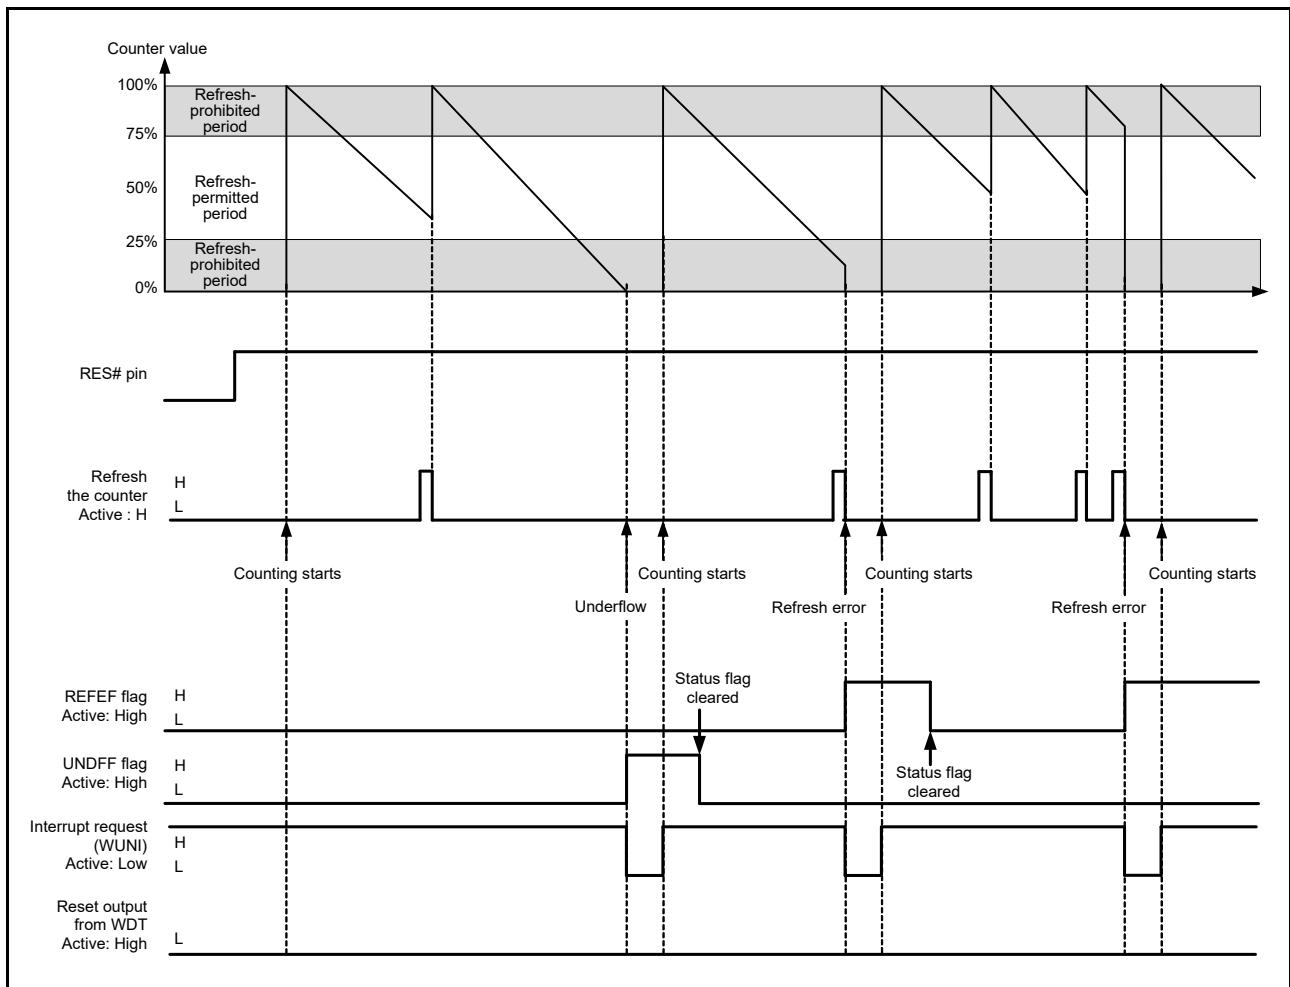 Counter value
100%
Refresh-
prohibited
period
75%
Refresh-
permitted
period
50%
25%
Refresh-
prohibited
period
0%
RES# pin
Refresh
the counter
Active : H
H
L
Counting starts
Counting starts
Counting starts
Counting starts
Underflow
Refresh error
Refresh error
REFEF flag
Active: High
H
L
Status flag
cleared
UNDFF flag
Active: High
H
L
Status flag
cleared
Interrupt request
(WUNI)
Active: Low
H
L
Reset output
from WDT
Active: High
L